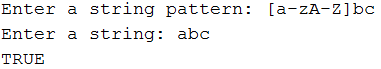 Enter a string pattern: [a-zA-Z]bc
Enter a string: abc
TRUE